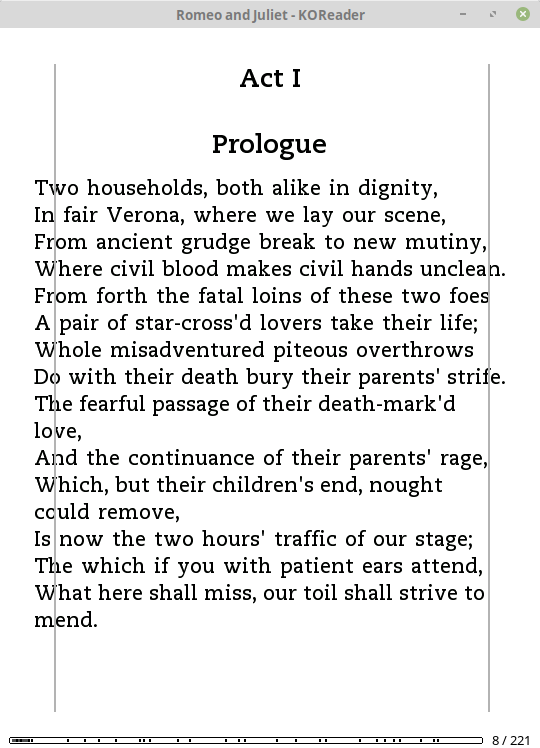 Romeo and Juliet - KOReader
Act I
Prologue
Two households, both alike in dignity,
In fair Verona, where we lay our scene,
From ancient grudge break to new mutiny,
Where civil blood makes civil hands unclean.
From forth the fatal loins of these two foes
A pair of star-cross'd lovers take their life;
Whole misadventured piteous overthrows
Do with their death bury their parents' strife.
The fearful passage of their death-mark'd
love,
And the continuance of their parents' rage,
Which, but their children's end, nought
could remove,
Is now the two hours' traffic of our stage;
The which if you with patient ears attend,
What here shall miss, our toil shall strive to
mend.
8 / 221